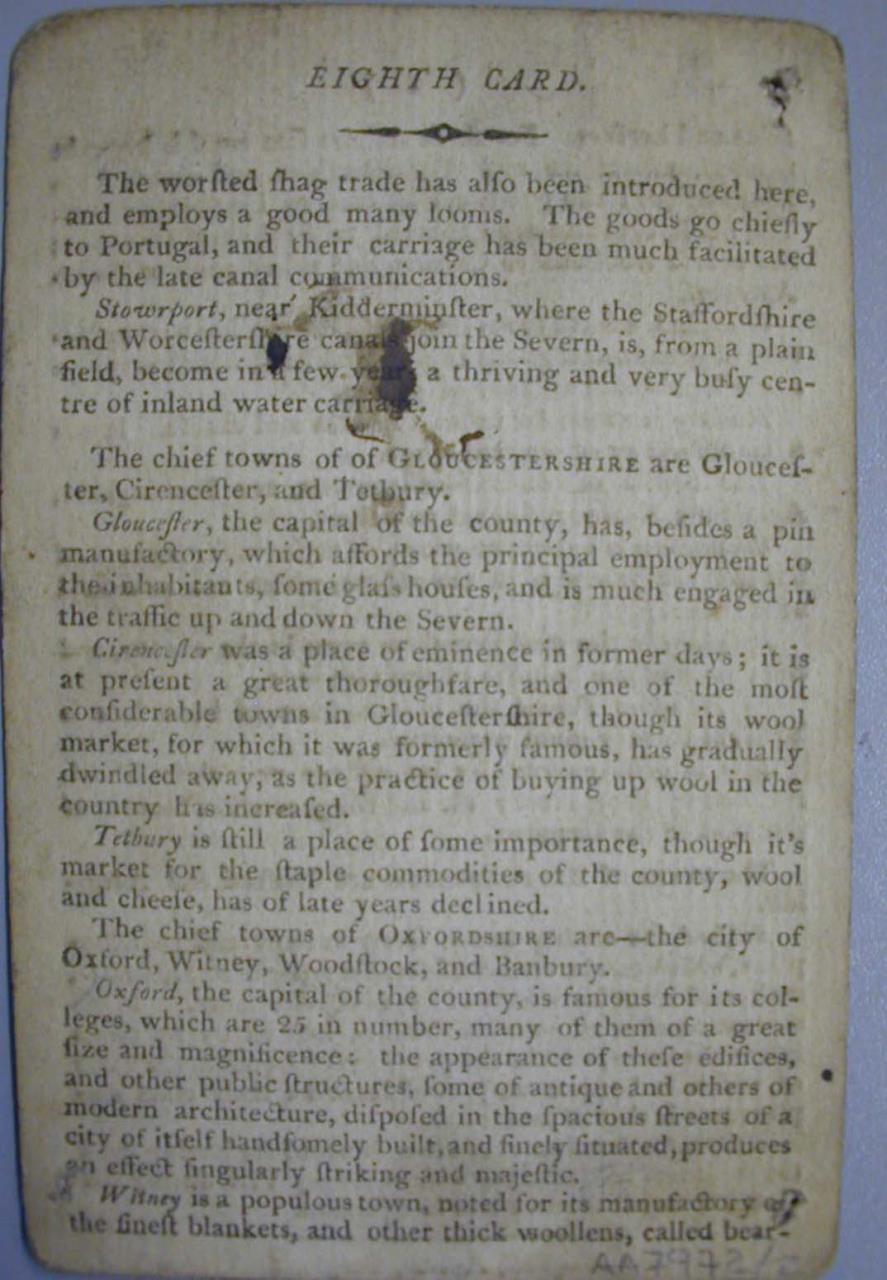 EIGHTH CARD.
The worſted ſhag trade has alſo been introduced here,
and employs a good many looms. The goods go chiefly
to Portugal, and their carriage has been much facilitated
by the late canal communications.
Stowrport, near Kidderminſter, where the Staffordſhire
and Worceſterſhire canals join the Severn, is, from a plain
field, become in a few years a thriving and very buſy cen-
tre of inland water carriage.
The chief towns of of GLOUCESTERSHIRE are Glouceſ-
ter, Cirenceſter, and Tetbury.
Glouceſter, the capital of the county, has, beſides a pin
manufactory, which affords the principal employment to
the inhabitants, ſome glaſs houſes, and is much engaged in
the traffic up and down the Severn.
Cirenceſter was a place of eminence in former days; it is
at preſent a great thoroughfare, and one of the moſt
conſiderable towns in Glouceſterſhire, though its wool
market, for which it was formerly famous, has gradually
dwindled away, as the practice of buying up wool in the
country has increaſed.
Tetbury is ſtill a place of ſome importance, though it's
market for the ſtaple commodities of the county, wool
and cheeſe, has of late years declined.
The chief towns of OXFORDSHIRE are—the city of
Oxford, Witney, Woodſtock, and Banbury.
Oxford, the capital of the county, is famous for its col-
leges, which are 25 in number, many of them of a great
ſize and magnificence: the appearance of theſe edifices,
and other public ſtructures, ſome of antique and others of
modern architecture, diſpoſed in the ſpacious ſtreets of a
city of itſelf handſomely built, and finely ſituated, produces
an effect ſingularly ſtriking and majeſtic.
Witney is a populous town, noted for its manufactory of
the fineſt blankets, and other thick woollens, called bear-